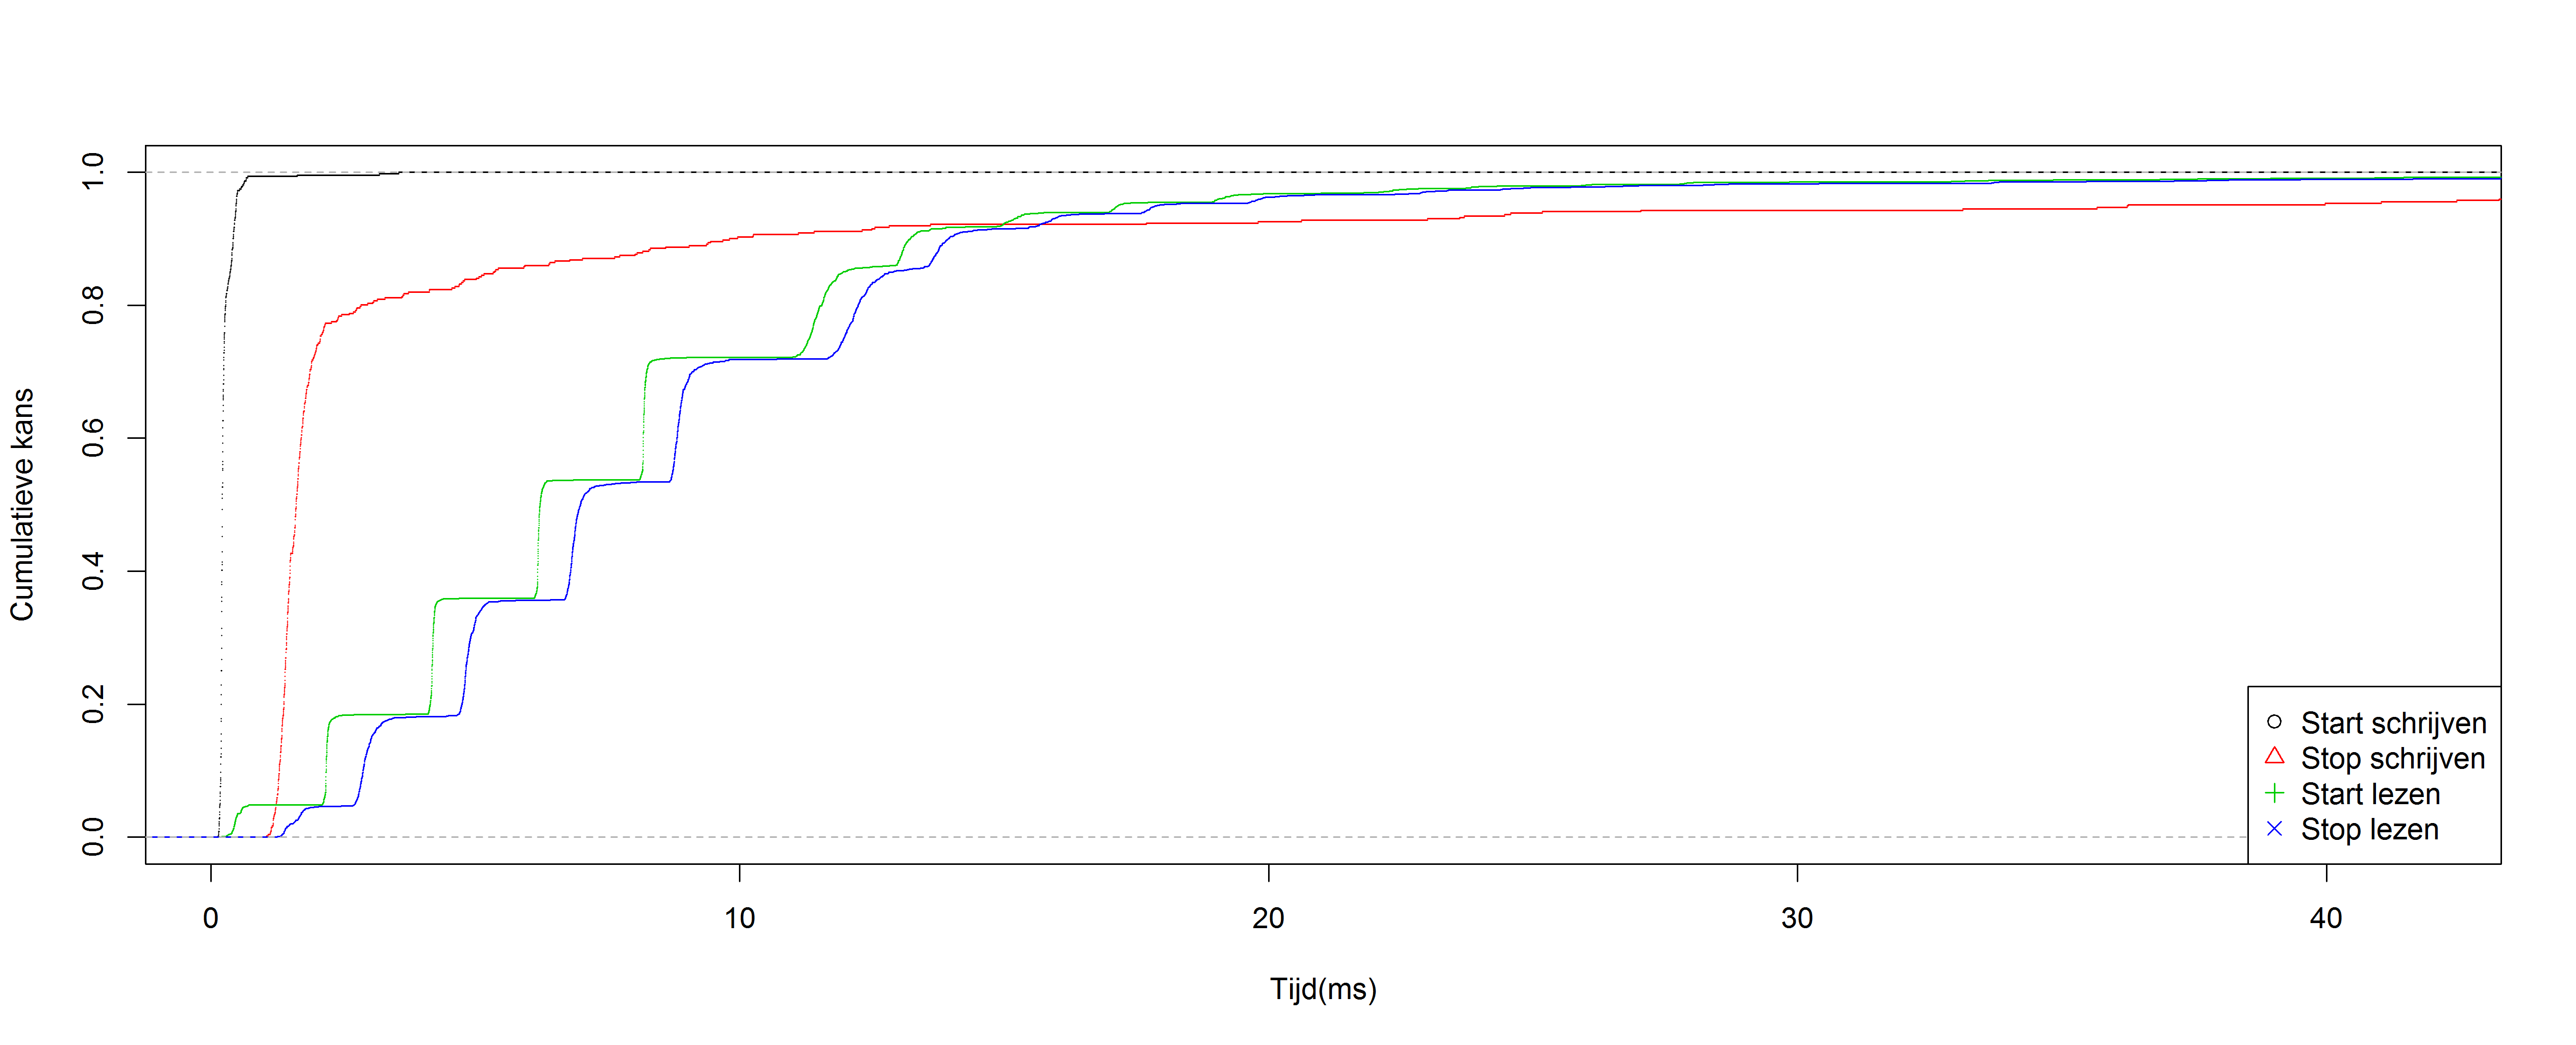 Cumulatieve kans
1.0
0.8
0.6
0.4
0.2
0.0
0 10 20 30 40
Tijd(ms)
Start schrijven
Stop schrijven
Start lezen
Stop lezen